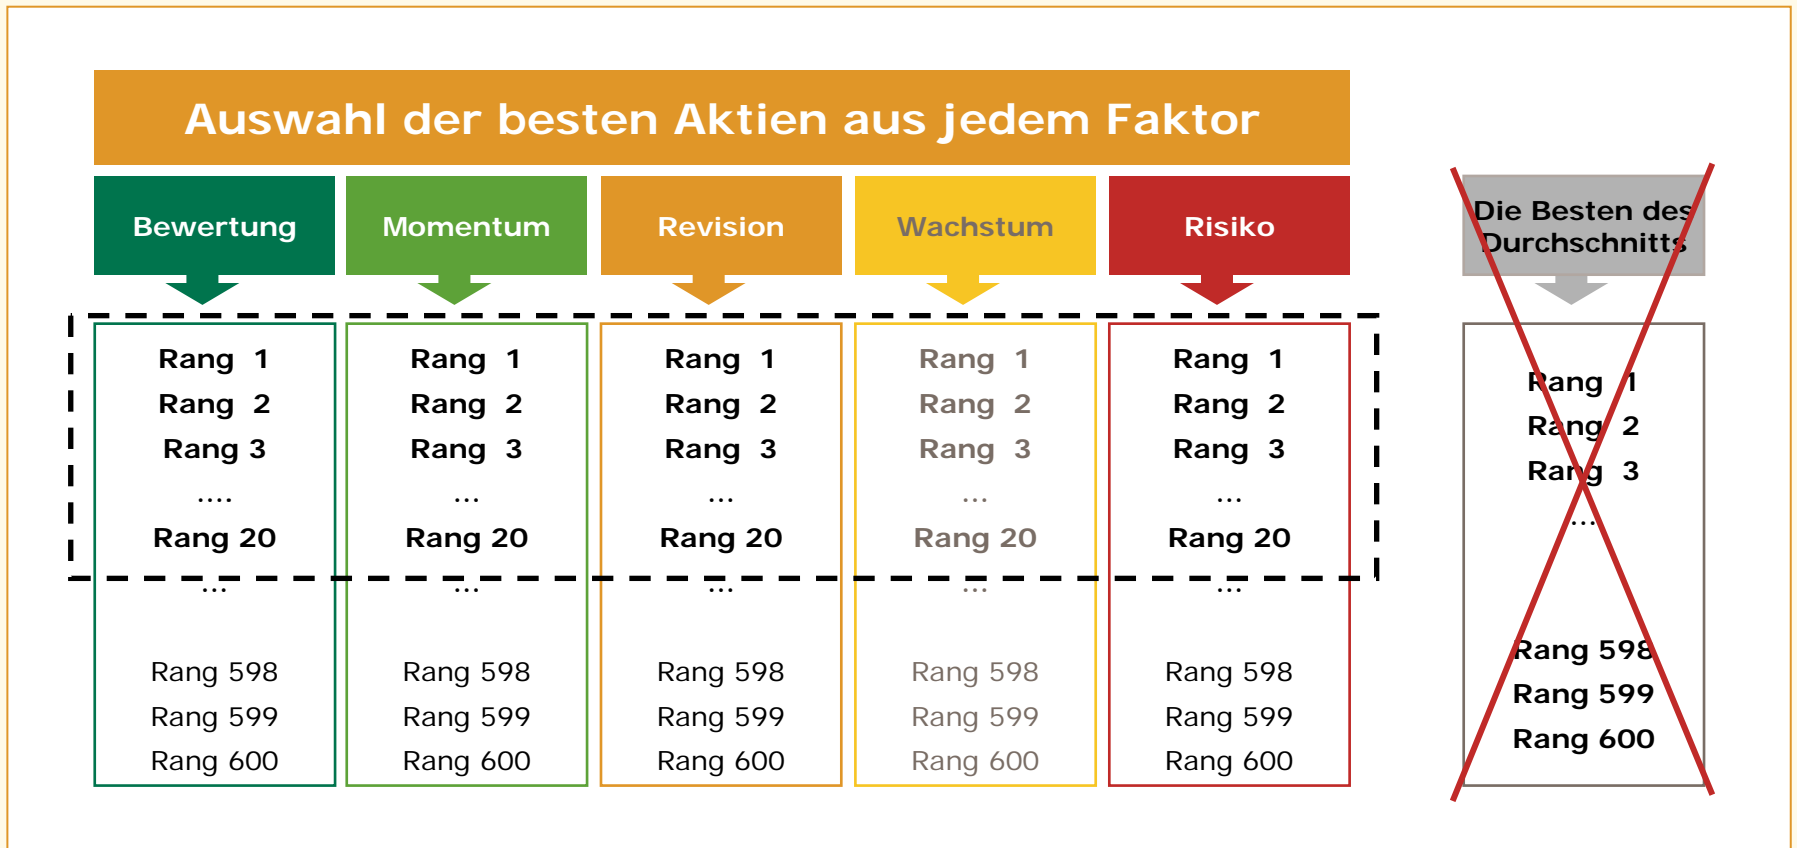 Auswahl der besten Aktien aus jedem Faktor
Bewertung
Rang 1
Rang 2
Rang 3
....
Rang 20
...
Rang 598
Rang 599
Rang 600
Momentum
Rang 1
Rang 2
Rang 3
...
Rang 20
...
Rang 598
Rang 599
Rang 600
Revision
Rang 1
Rang 2
Rang 3
...
Rang 20
...
Rang 598
Rang 599
Rang 600
Wachstum
Rang 1
Rang 2
Rang 3
...
Rang 20
...
Rang 598
Rang 599
Rang 600
Risiko
Rang 1
Rang 2
Rang 3
...
Rang 20
...
Rang 598
Rang 599
Rang 600
Die Besten des
Durchschnitts
Rang 1
Rang 2
Rang 3
...
Rang 598
Rang 599
Rang 600